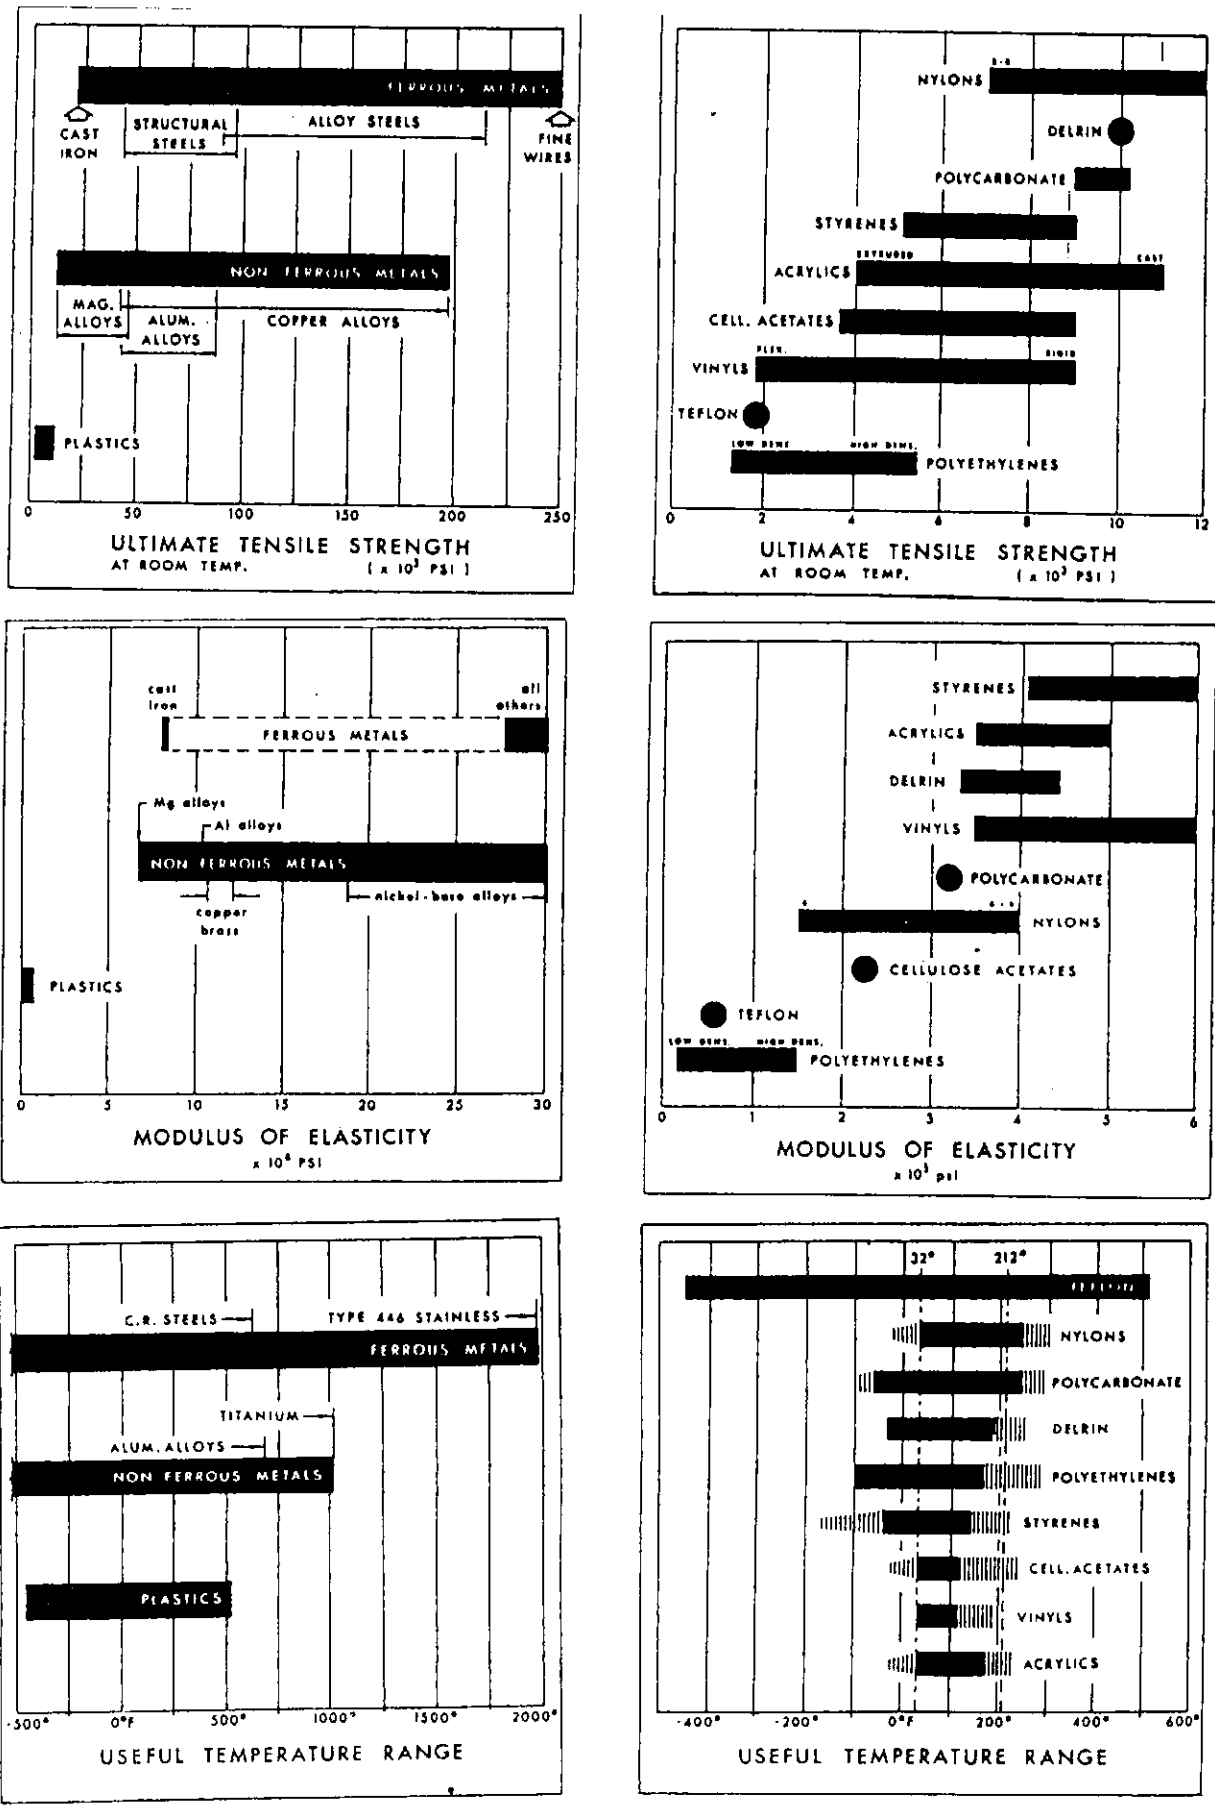 FERROUS METALS
CAST
IRON
STRUCTURAL
STEELS
ALLOY STEELS
FINE
WIRES
NON FERROUS METALS
MAG.
ALLOYS
ALUM.
ALLOYS
COPPER ALLOYS
PLASTICS
0 50 100 150 200 250
ULTIMATE TENSILE STRENGTH
AT ROOM TEMP. ( x 10³ PSI )
NYLONS
DELRIN
POLYCARBONATE
STYRENES
EXTRUDED CAST
ACRYLICS
CELL. ACETATES
FLEX. RIGID
VINYLS
TEFLON
LOW DENS HIGH DENS.
POLYETHYLENES
0 2 4 6 8 10 12
ULTIMATE TENSILE STRENGTH
AT ROOM TEMP. ( x 10³ PSI )
cast
iron
all
others
FERROUS METALS
Mg alloys
Al alloys
NON FERROUS METALS
copper
brass
nickel-base alloys
PLASTICS
0 5 10 15 20 25 30
MODULUS OF ELASTICITY
x 10⁶ PSI
STYRENES
ACRYLICS
DELRIN
VINYLS
POLYCARBONATE
NYLONS
CELLULOSE ACETATES
TEFLON
LOW DENS. HIGH DENS.
POLYETHYLENES
0 1 2 3 4 5 6
MODULUS OF ELASTICITY
x 10⁵ psi
C.R. STEELS
TYPE 446 STAINLESS
FERROUS METALS
TITANIUM
ALUM. ALLOYS
NON FERROUS METALS
PLASTICS
-500° 0°F 500° 1000° 1500° 2000°
USEFUL TEMPERATURE RANGE
32° 212°
TEFLON
NYLONS
POLYCARBONATE
DELRIN
POLYETHYLENES
STYRENES
CELL. ACETATES
VINYLS
ACRYLICS
-400° -200° 0°F 200° 400° 600°
USEFUL TEMPERATURE RANGE